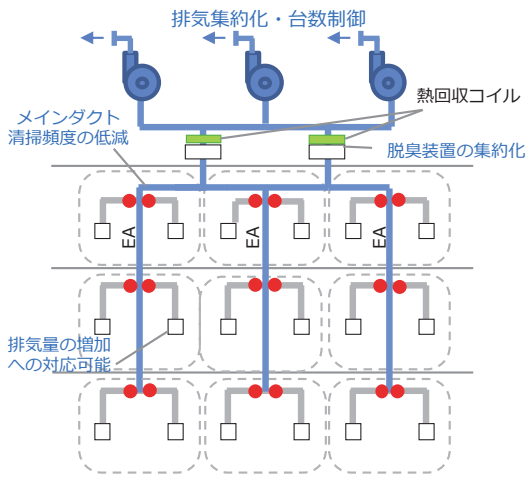 排気集約化・台数制御
熱回収コイル
メインダクト
清掃頻度の低減
脱臭装置の集約化
EA
EA
EA
排気量の増加
への対応可能